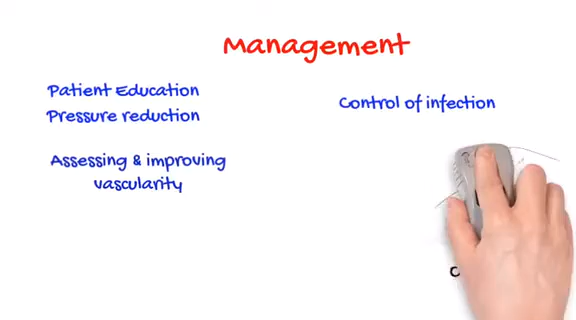 Management
Patient Education
Pressure reduction
Control of infection
Assessing & improving
vascularity